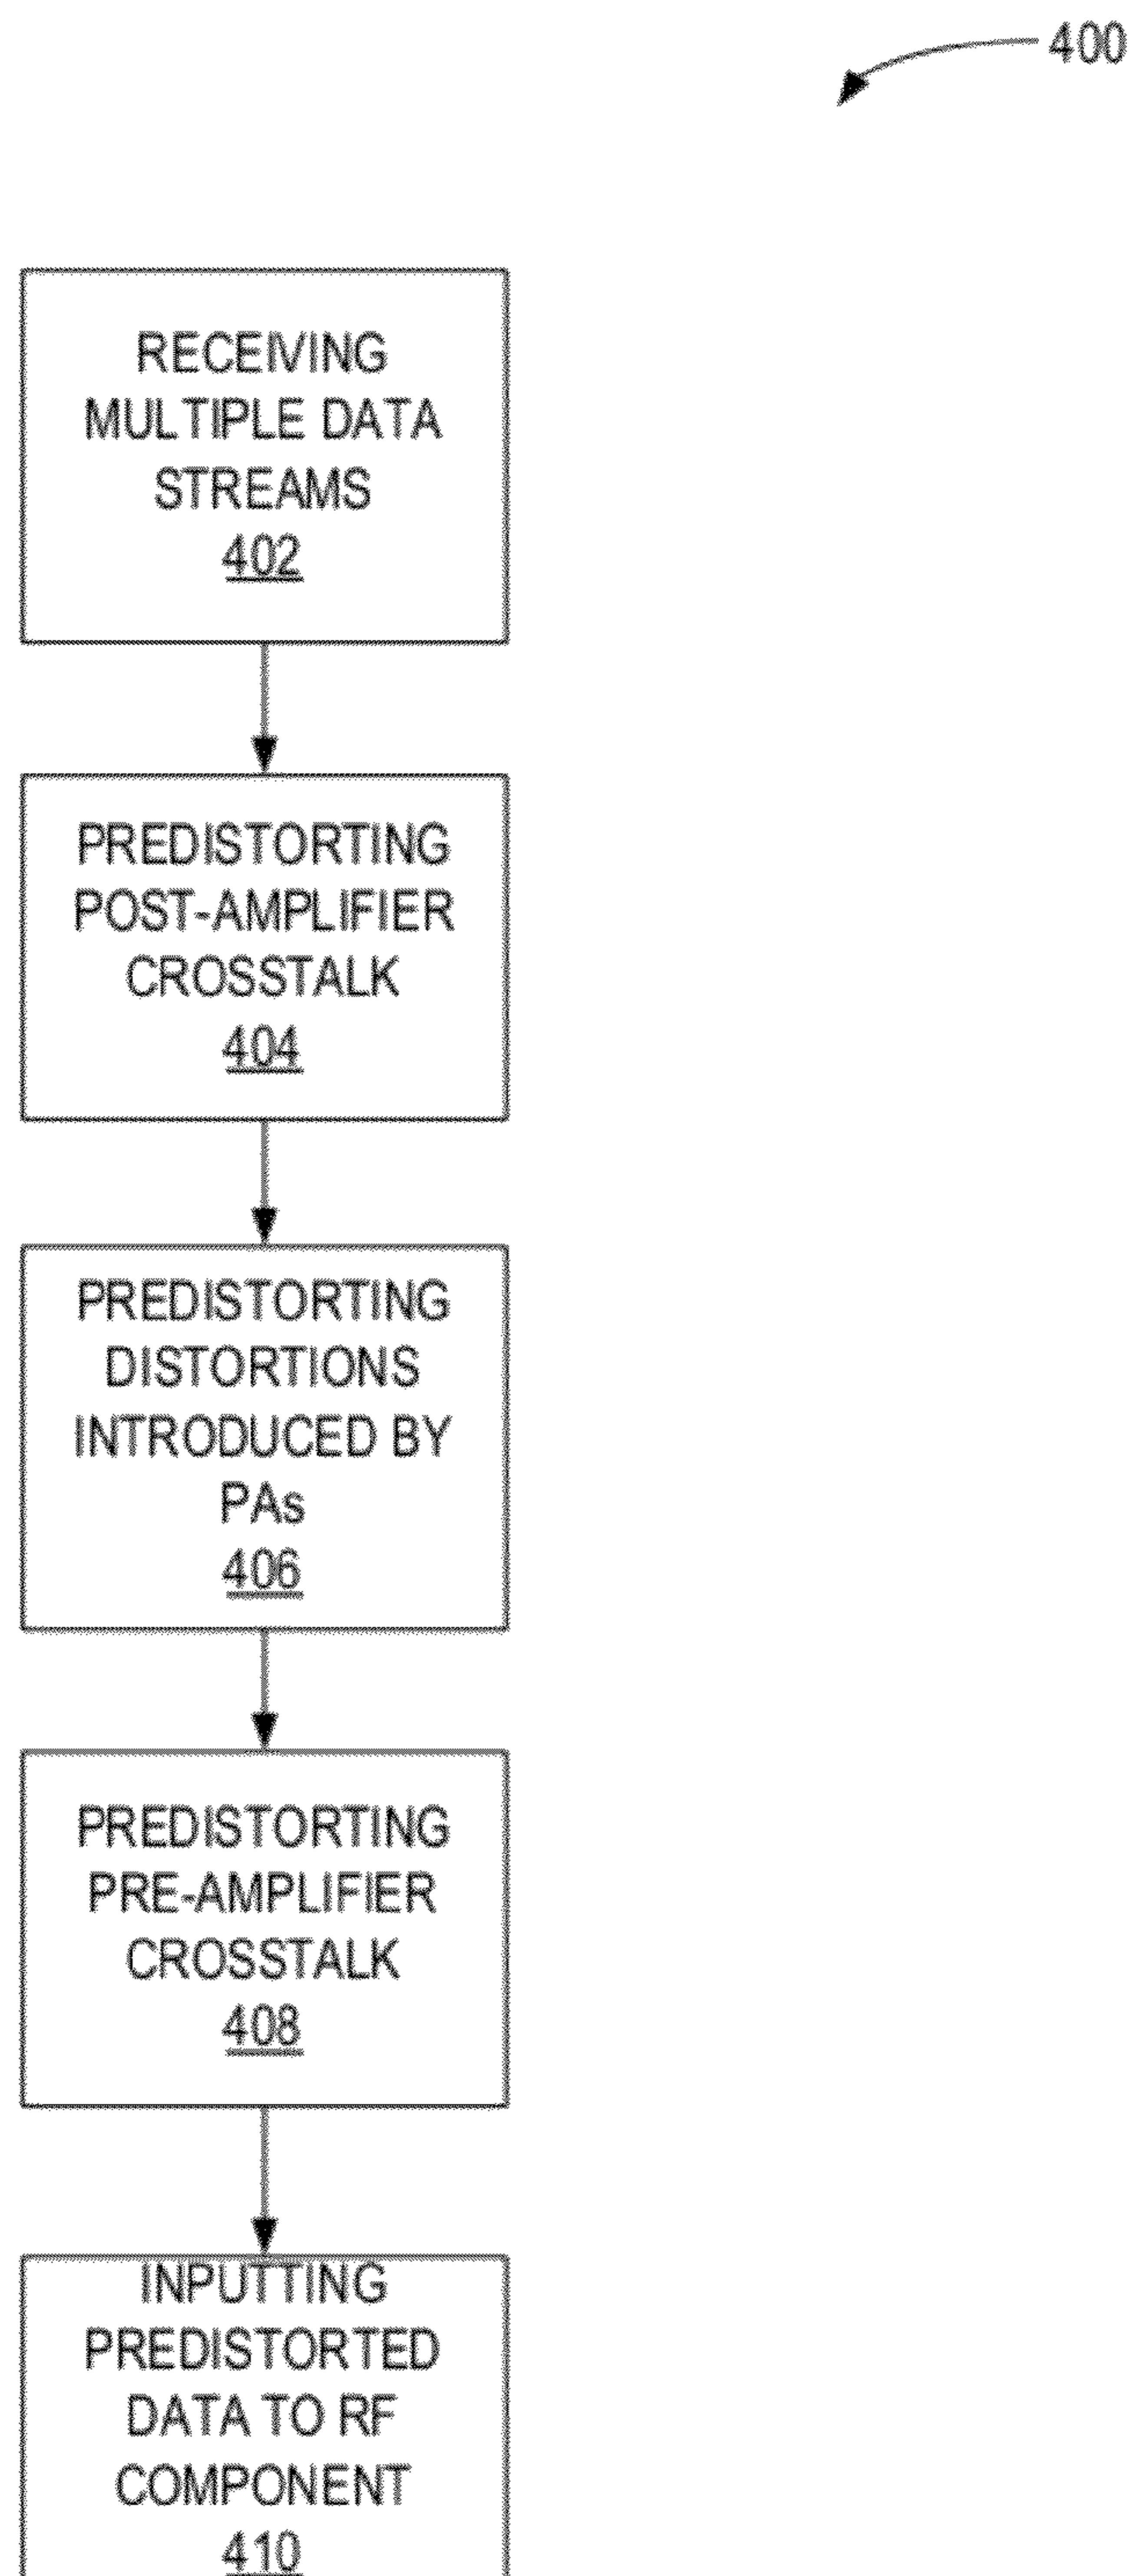 400
RECEIVING
MULTIPLE DATA
STREAMS
402
PREDISTORTING
POST-AMPLIFIER
CROSSTALK
404
PREDISTORTING
DISTORTIONS
INTRODUCED BY
PAs
406
PREDISTORTING
PRE-AMPLIFIER
CROSSTALK
408
INPUTTING
PREDISTORTED
DATA TO RF
COMPONENT
410